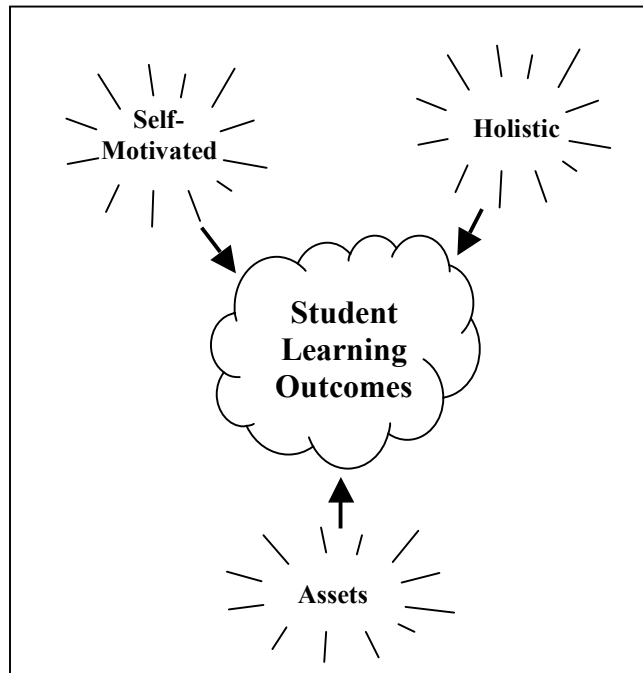 Self-
Motivated
Holistic
Student
Learning
Outcomes
Assets